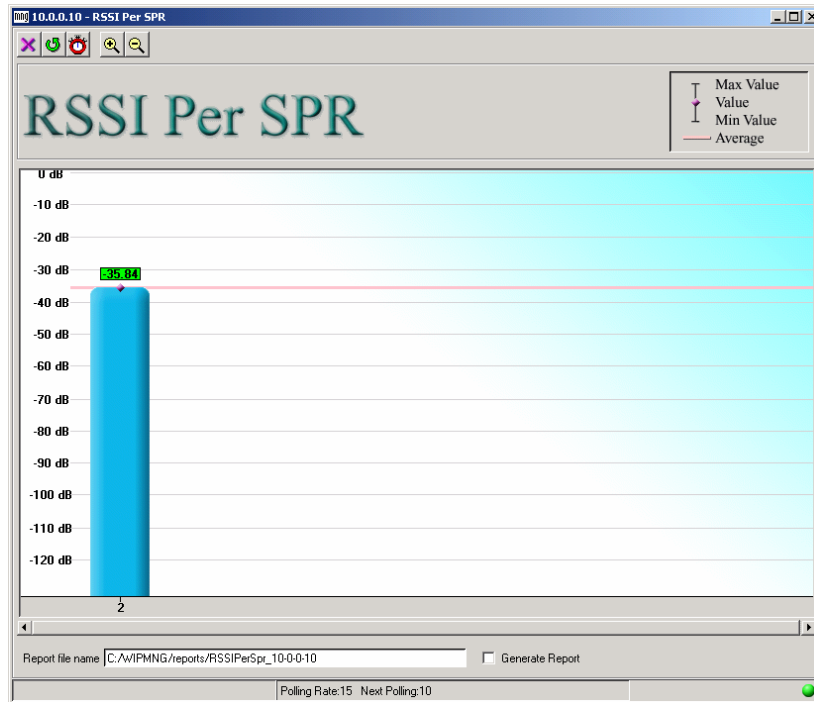 mng 10.0.0.10 - RSSI Per SPR
RSSI Per SPR
Max Value
Value
Min Value
Average
0 dB
-10 dB
-20 dB
-30 dB
-35.84
-40 dB
-50 dB
-60 dB
-70 dB
-80 dB
-90 dB
-100 dB
-110 dB
-120 dB
2
Report file name C:/WIPMNG/reports/RSSIPerSpr_10-0-0-10 Generate Report
Polling Rate:15 Next Polling:10